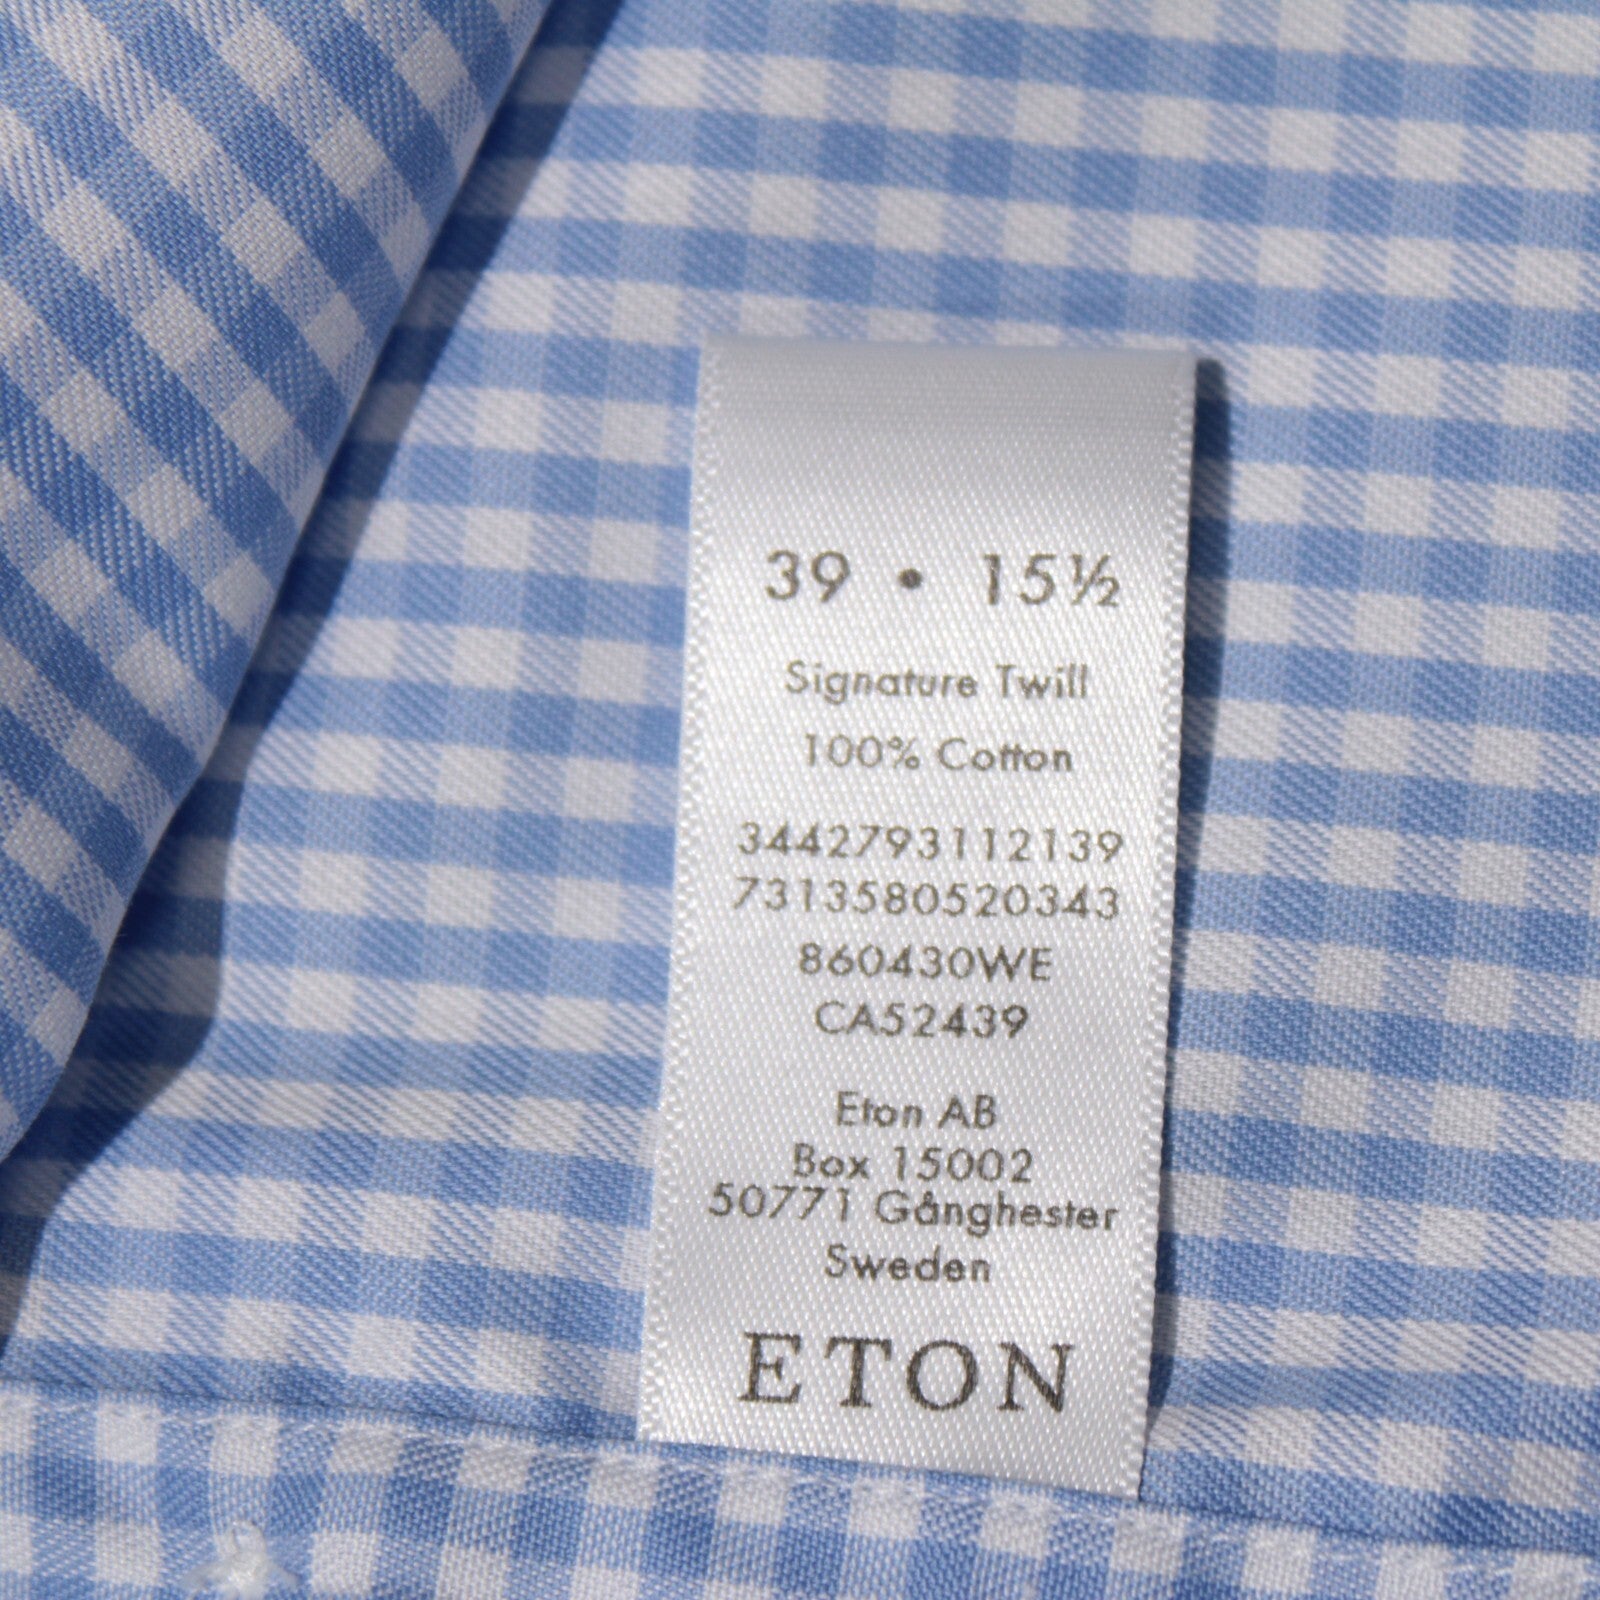 39 • 15½
Signature Twill
100% Cotton
3442793112139
7313580520343
860430WE
CA52439
Eton AB
Box 15002
50771 Gånghester
Sweden
ETON